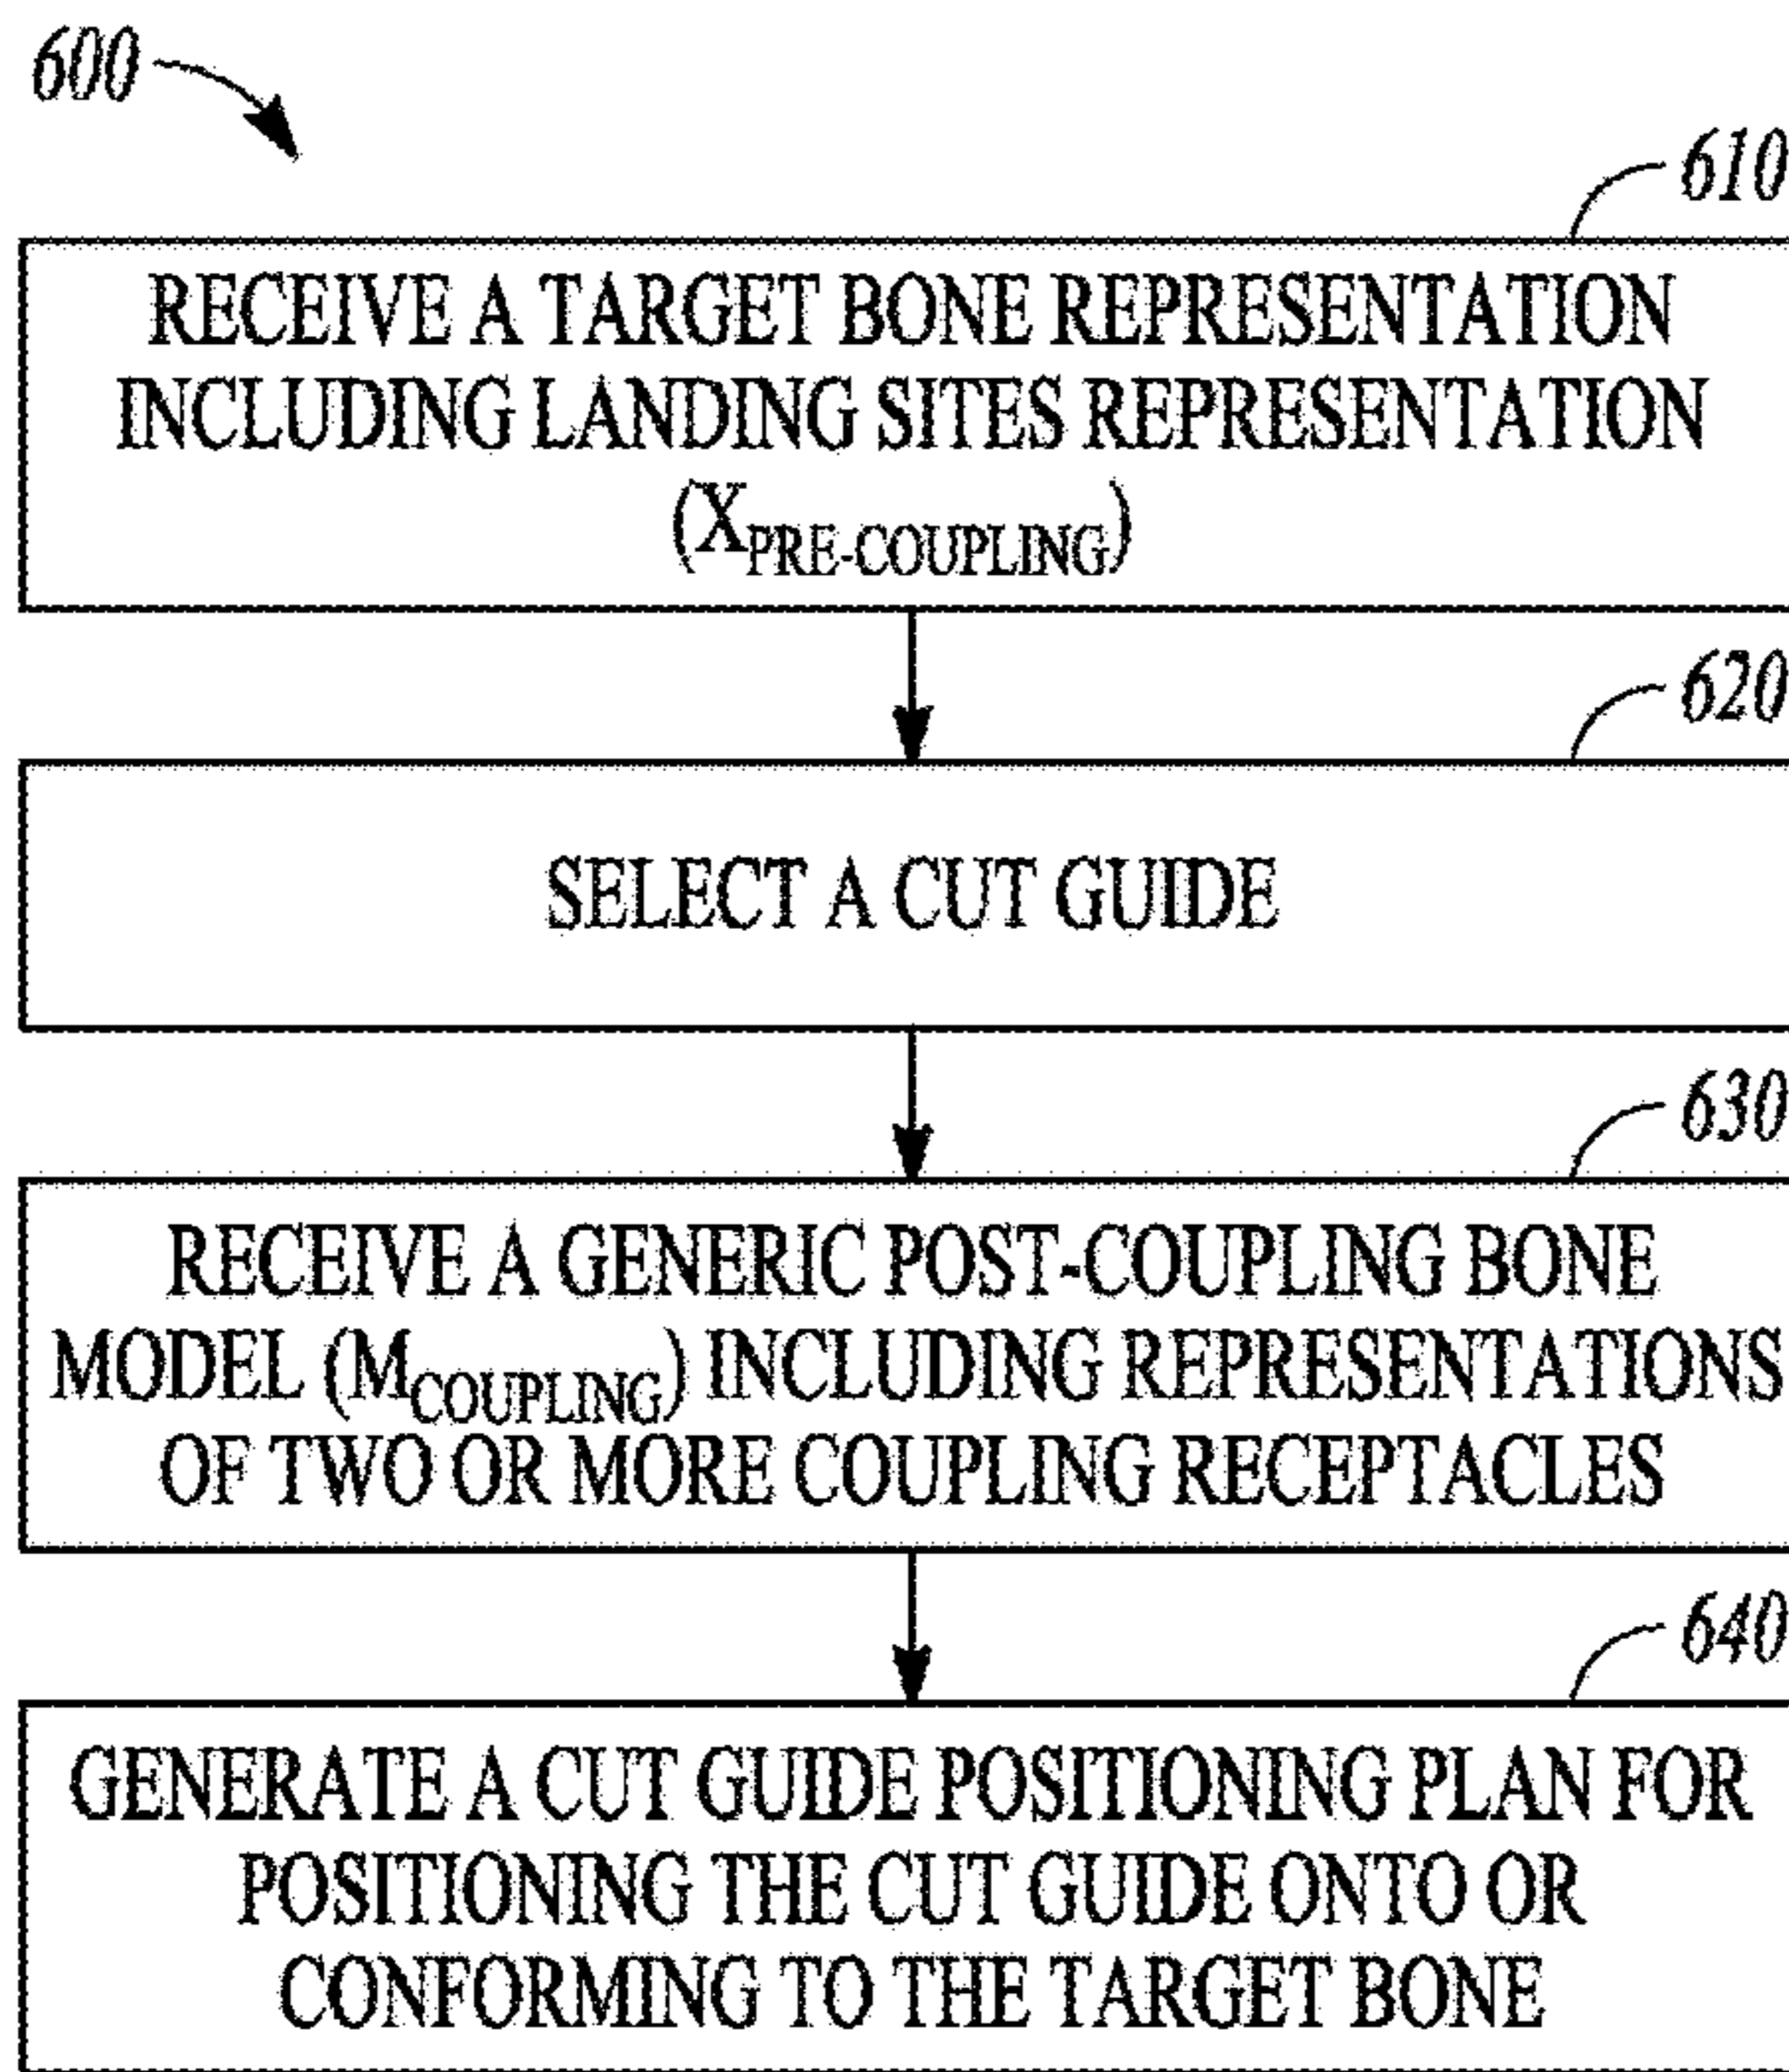 600
610
RECEIVE A TARGET BONE REPRESENTATION
INCLUDING LANDING SITES REPRESENTATION
(XPRE-COUPLING)
620
SELECT A CUT GUIDE
630
RECEIVE A GENERIC POST-COUPLING BONE
MODEL (MCOUPLING) INCLUDING REPRESENTATIONS
OF TWO OR MORE COUPLING RECEPTACLES
640
GENERATE A CUT GUIDE POSITIONING PLAN FOR
POSITIONING THE CUT GUIDE ONTO OR
CONFORMING TO THE TARGET BONE